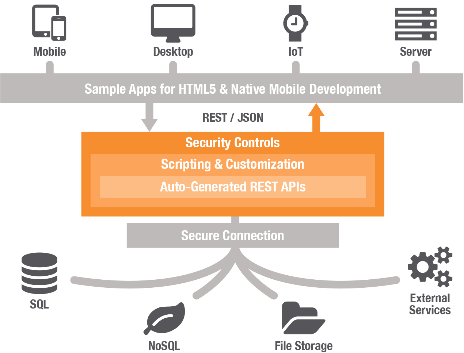 Mobile
Desktop
IoT
Server
Sample Apps for HTML5 & Native Mobile Development
REST / JSON
Security Controls
Scripting & Customization
Auto-Generated REST APIs
Secure Connection
SQL
NoSQL
File Storage
External
Services